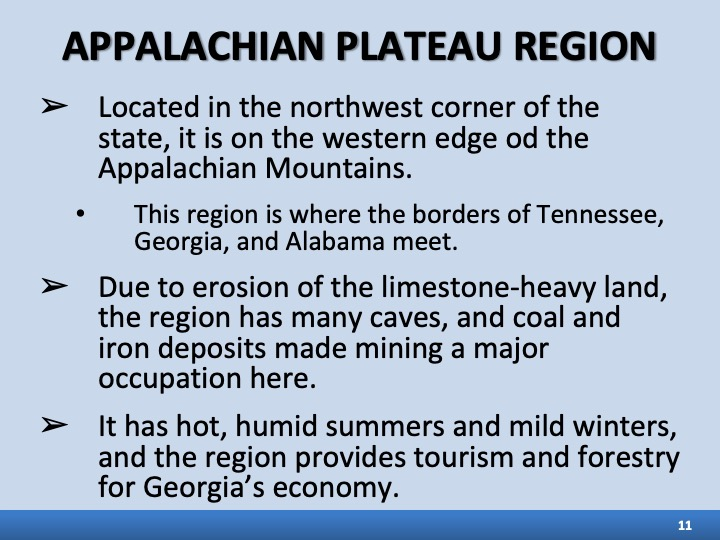 APPALACHIAN PLATEAU REGION
➢ Located in the northwest corner of the
state, it is on the western edge od the
Appalachian Mountains.
• This region is where the borders of Tennessee,
Georgia, and Alabama meet.
➢ Due to erosion of the limestone-heavy land,
the region has many caves, and coal and
iron deposits made mining a major
occupation here.
➢ It has hot, humid summers and mild winters,
and the region provides tourism and forestry
for Georgia’s economy.
11